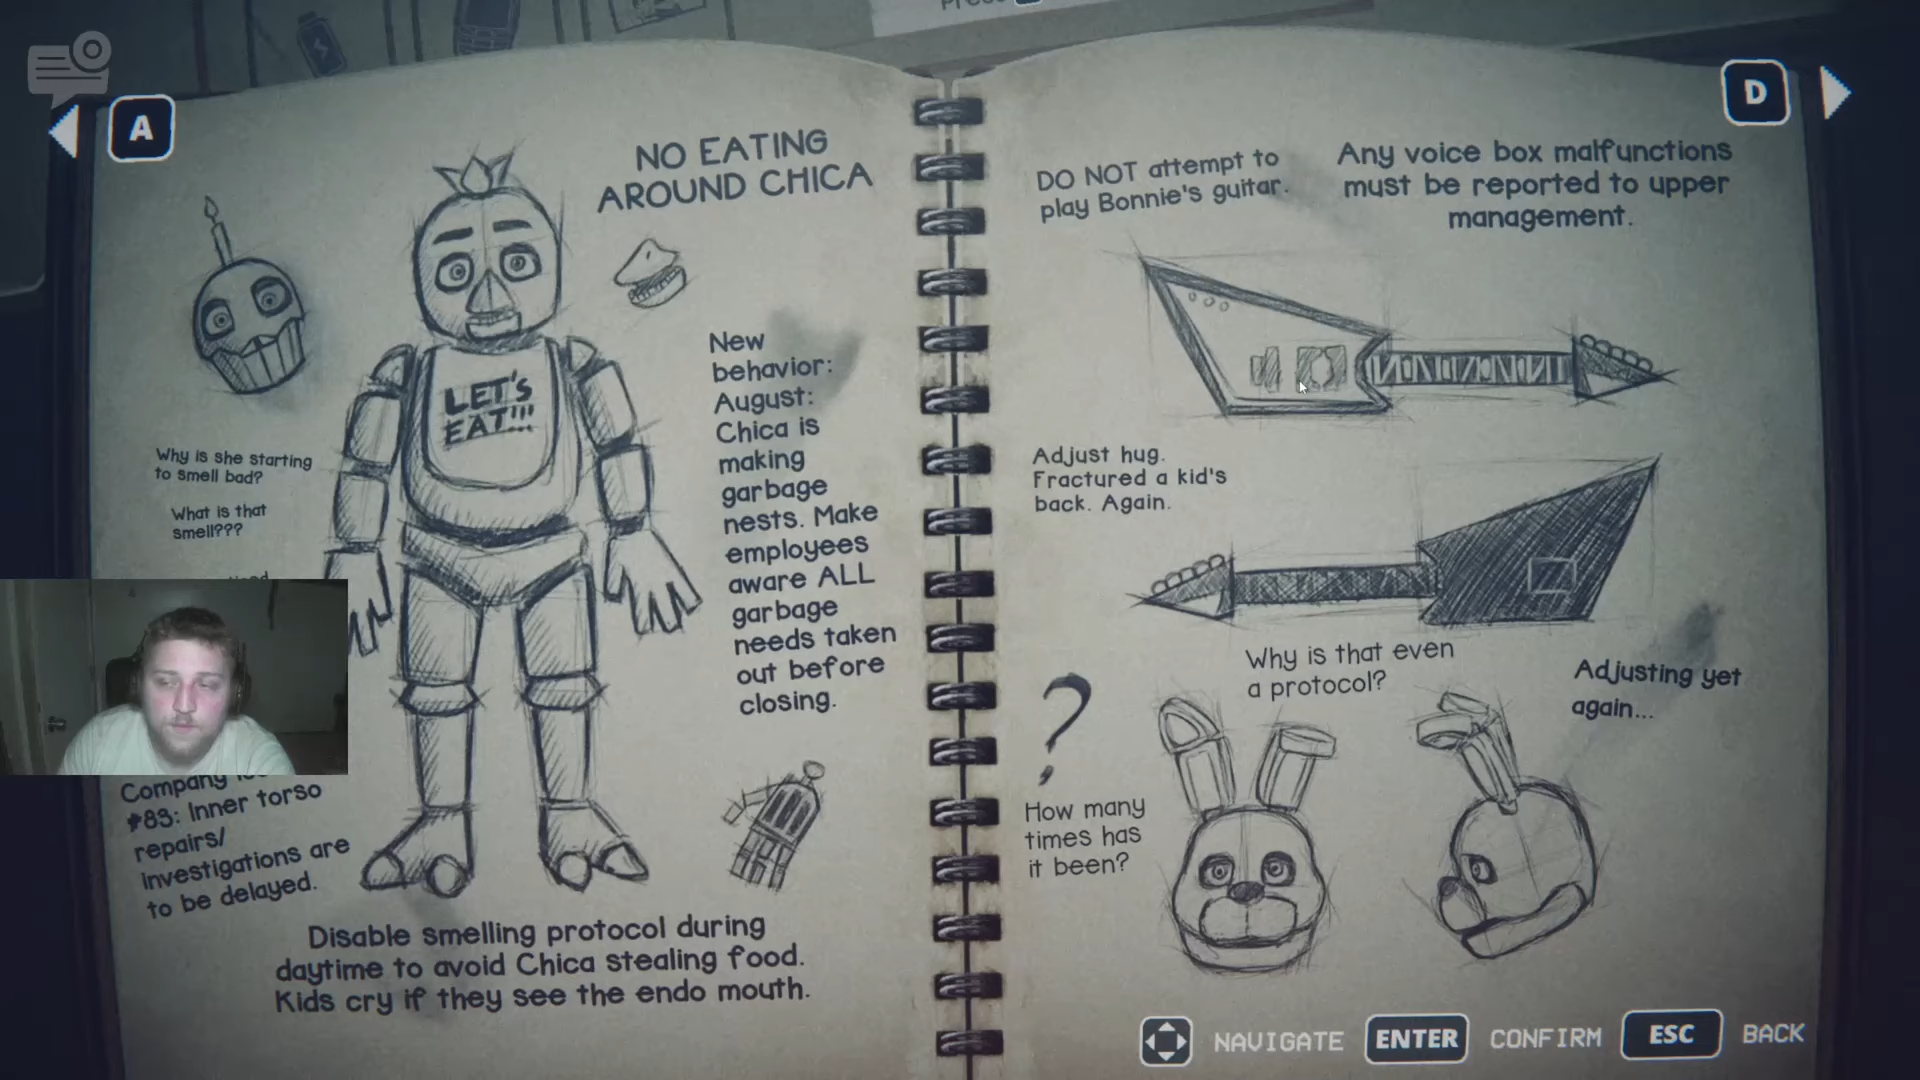 Press
A
D
NO EATING
AROUND CHICA
LET'S
EAT!!!
Why is she starting
to smell bad?
What is that
smell???
New
behavior:
August:
Chica is
making
garbage
nests. Make
employees
aware ALL
garbage
needs taken
out before
closing.
Company
#83: Inner torso
repairs/
investigations are
to be delayed.
Disable smelling protocol during
daytime to avoid Chica stealing food.
Kids cry if they see the endo mouth.
DO NOT attempt to
play Bonnie's guitar.
Any voice box malfunctions
must be reported to upper
management.
Adjust hug.
Fractured a kid's
back. Again.
Why is that even
a protocol?
Adjusting yet
again...
?
How many
times has
it been?
NAVIGATE ENTER CONFIRM ESC BACK